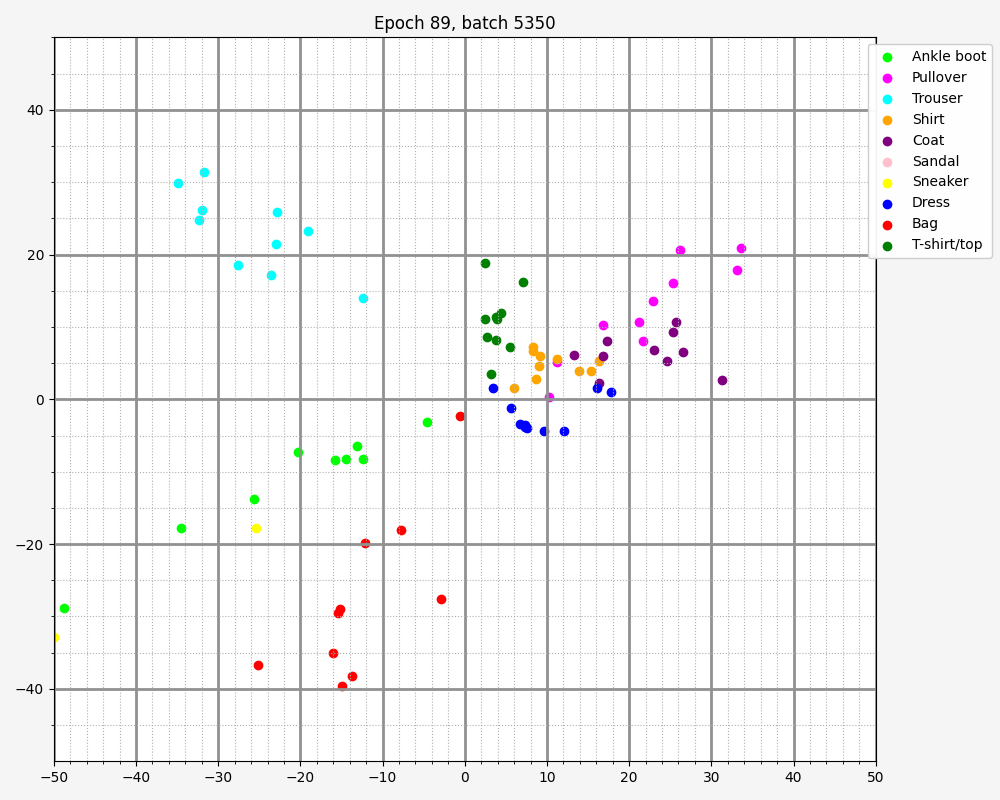 Epoch 89, batch 5350
Ankle boot
Pullover
Trouser
Shirt
Coat
Sandal
Sneaker
Dress
Bag
T-shirt/top
40
20
0
−20
−40
−50
−40
−30
−20
−10
0
10
20
30
40
50